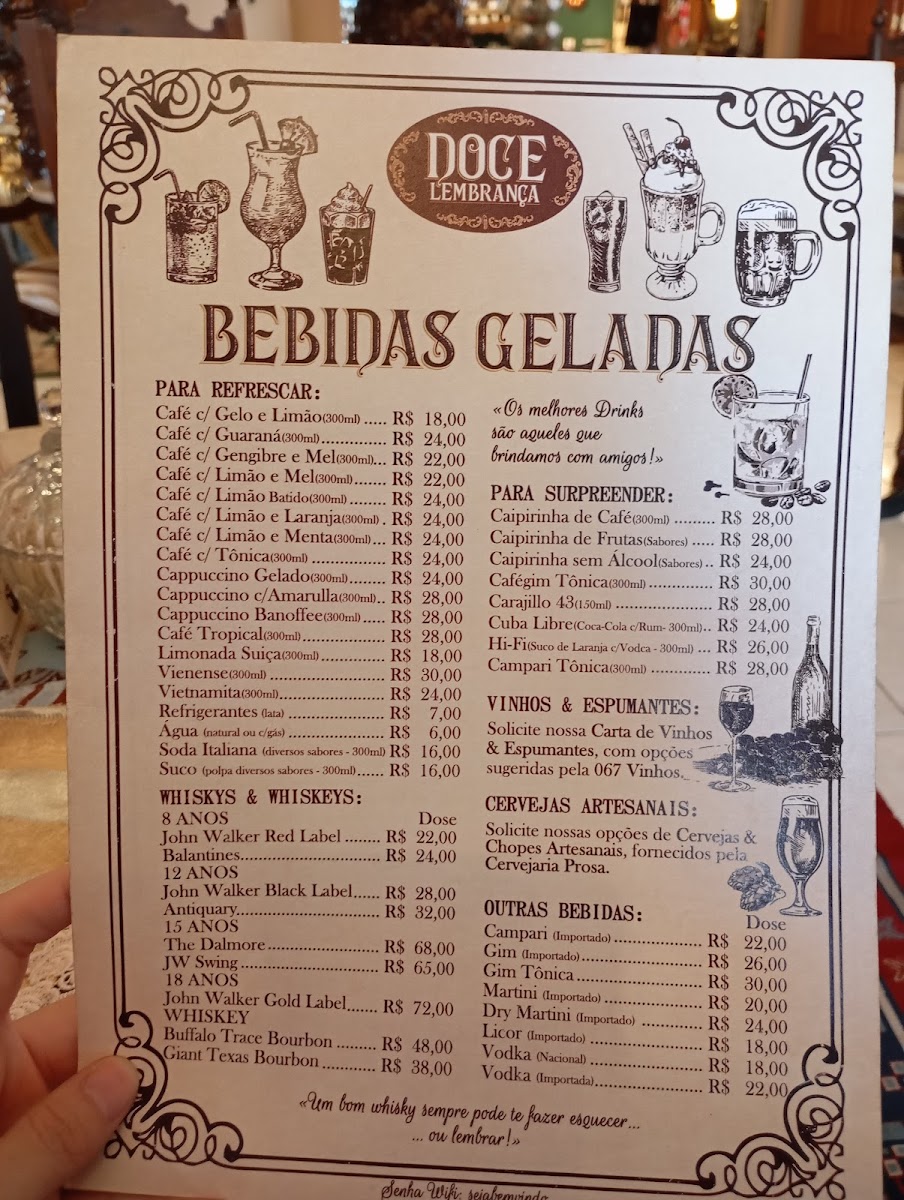 DOCE
LEMBRANÇA
BEBIDAS GELADAS
PARA REFRESCAR:
Café c/ Gelo e Limão(300ml) ..... R$ 18,00
Café c/ Guaraná(300ml).............. R$ 24,00
Café c/ Gengibre e Mel(300ml)... R$ 22,00
Café c/ Limão e Mel(300ml)....... R$ 22,00
Café c/ Limão Batido(300ml) ...... R$ 24,00
Café c/ Limão e Laranja(300ml) . R$ 24,00
Café c/ Limão e Menta(300ml)... R$ 24,00
Café c/ Tônica(300ml) ................ R$ 24,00
Cappuccino Gelado(300ml)........ R$ 24,00
Cappuccino c/Amarulla(300ml).. R$ 28,00
Cappuccino Banoffee(300ml) ..... R$ 28,00
Café Tropical(300ml)................. R$ 28,00
Limonada Suiça(300ml)............. R$ 18,00
Vienense(300ml) ....................... R$ 30,00
Vietnamita(300ml)..................... R$ 24,00
Refrigerantes (lata) ................... R$ 7,00
Água (natural ou c/gás) ................... R$ 6,00
Soda Italiana (diversos sabores - 300ml) R$ 16,00
Suco (polpa diversos sabores - 300ml)...... R$ 16,00
WHISKYS & WHISKEYS:
8 ANOS Dose
John Walker Red Label ....... R$ 22,00
Balantines........................... R$ 24,00
12 ANOS
John Walker Black Label...... R$ 28,00
Antiquary............................ R$ 32,00
15 ANOS
The Dalmore ...................... R$ 68,00
JW Swing ........................... R$ 65,00
18 ANOS
John Walker Gold Label...... R$ 72,00
WHISKEY
Buffalo Trace Bourbon ........ R$ 48,00
Giant Texas Bourbon ........... R$ 38,00
«Os melhores Drinks
são aqueles que
brindamos com amigos!»
PARA SURPREENDER:
Caipirinha de Café(300ml) ......... R$ 28,00
Caipirinha de Frutas(Sabores) ..... R$ 28,00
Caipirinha sem Álcool(Sabores) .. R$ 24,00
Cafégim Tônica(300ml) ............. R$ 30,00
Carajillo 43(150ml) .................... R$ 28,00
Cuba Libre(Coca-Cola c/Rum- 300ml).. R$ 24,00
Hi-Fi(Suco de Laranja c/Vodca - 300ml) ... R$ 26,00
Campari Tônica(300ml) ............. R$ 28,00
VINHOS & ESPUMANTES:
Solicite nossa Carta de Vinhos
& Espumantes, com opções
sugeridas pela 067 Vinhos.
CERVEJAS ARTESANAIS:
Solicite nossas opções de Cervejas &
Chopes Artesanais, fornecidos pela
Cervejaria Prosa.
OUTRAS BEBIDAS:
Dose
Campari (Importado) .................. R$ 22,00
Gim (Importado)......................... R$ 26,00
Gim Tônica .......................... R$ 30,00
Martini (Importado) .................... R$ 20,00
Dry Martini (Importado) ............ R$ 24,00
Licor (Importado) ....................... R$ 18,00
Vodka (Nacional) ....................... R$ 18,00
Vodka (Importada)...................... R$ 22,00
«Um bom whisky sempre pode te fazer esquecer...
... ou lembrar!»
Senha Wifi: sejabemvindo